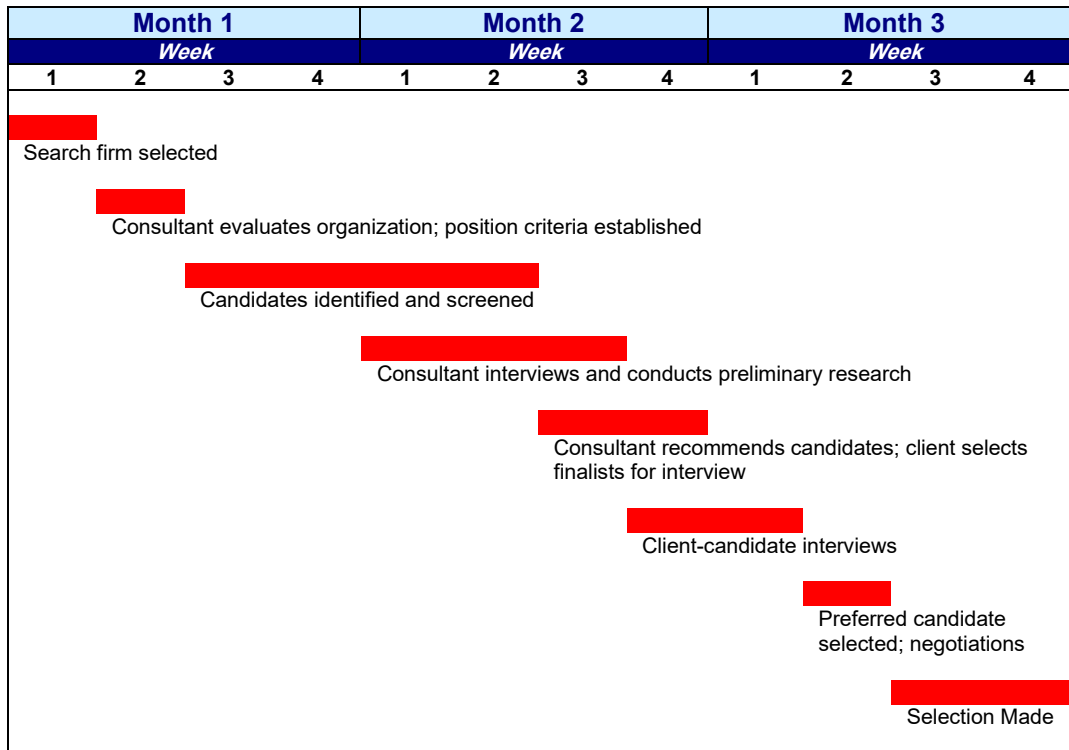 Month 1 Month 2 Month 3
Week Week Week
1 2 3 4 1 2 3 4 1 2 3 4
Search firm selected
Consultant evaluates organization; position criteria established
Candidates identified and screened
Consultant interviews and conducts preliminary research
Consultant recommends candidates; client selects
finalists for interview
Client-candidate interviews
Preferred candidate
selected; negotiations
Selection Made